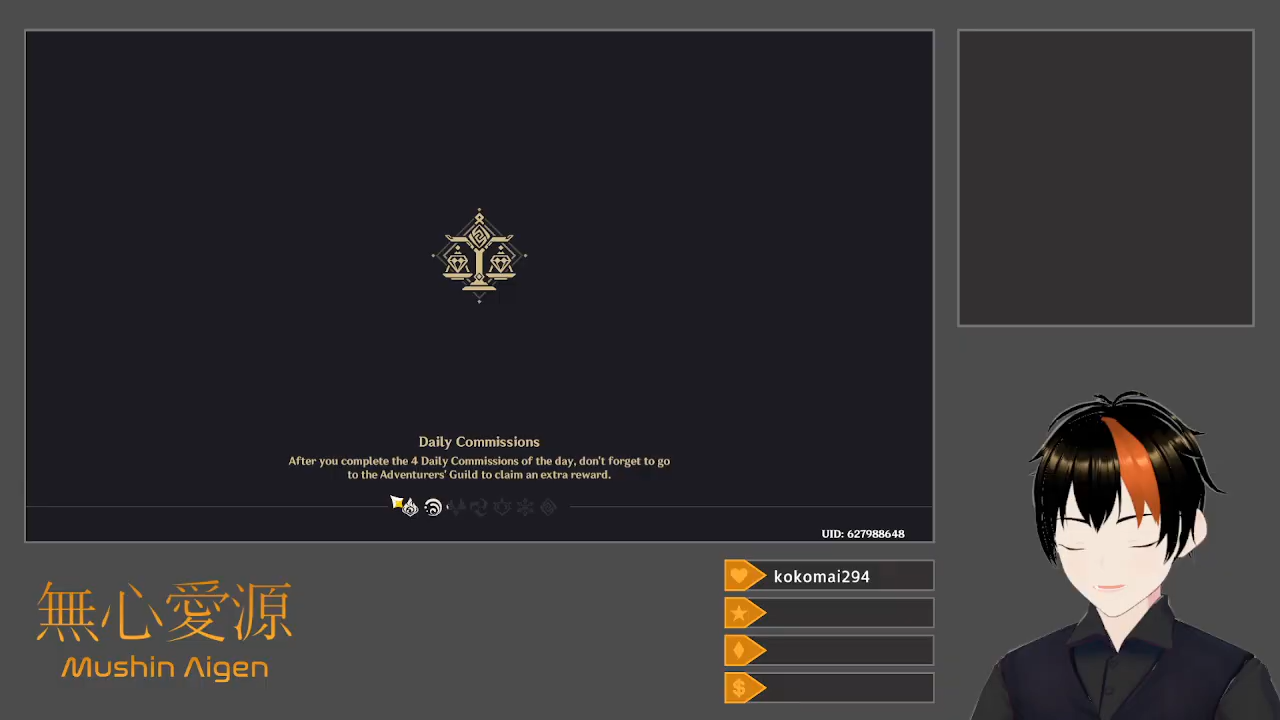 Daily Commissions
After you complete the 4 Daily Commissions of the day, don't forget to go
to the Adventurers' Guild to claim an extra reward.
UID: 627988648
kokomai294
無心愛源
Mushin Aigen